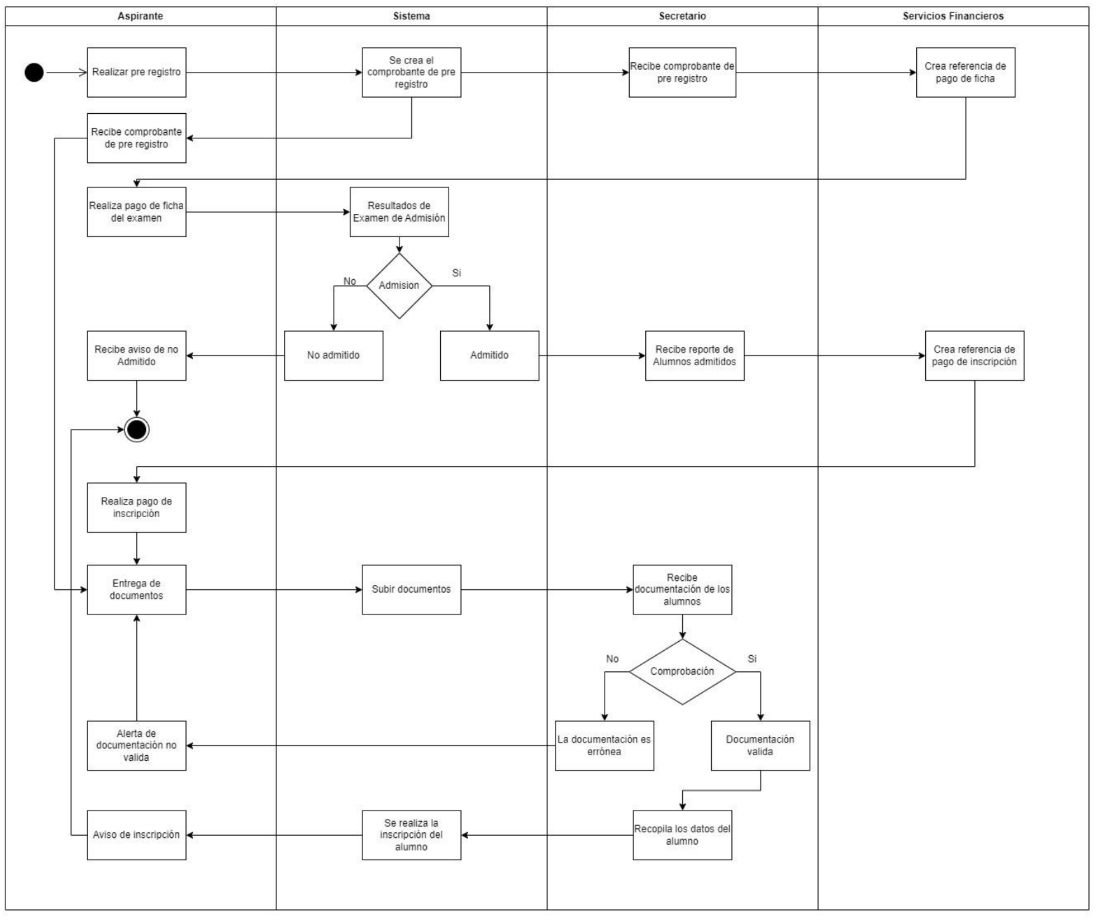 Aspirante
Sistema
Secretario
Servicios Financieros
Realizar pre registro
Se crea el
comprobante de pre
registro
Recibe comprobante
de pre registro
Crea referencia de
pago de ficha
Recibe comprobante
de pre registro
Realiza pago de ficha
del examen
Resultados de
Examen de Admisión
Admision
No
Si
Recibe aviso de no
Admitido
No admitido
Admitido
Recibe reporte de
Alumnos admitidos
Crea referencia de
pago de inscripción
Realiza pago de
inscripción
Entrega de
documentos
Subir documentos
Recibe
documentación de los
alumnos
No
Comprobación
Si
Alerta de
documentación no
valida
La documentación es
errónea
Documentación
valida
Aviso de inscripción
Se realiza la
inscripción del
alumno
Recopila los datos del
alumno